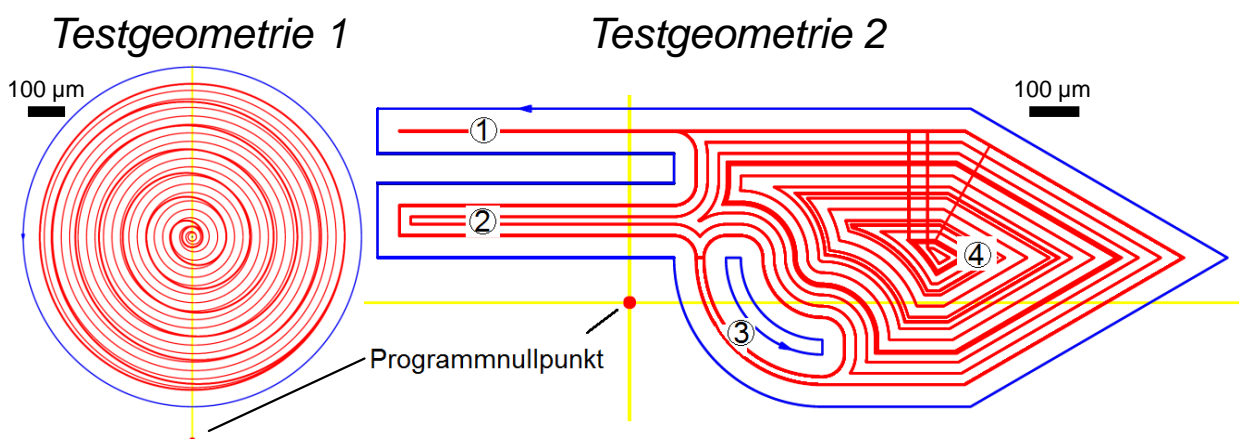 Testgeometrie 1
Testgeometrie 2
100 µm
100 µm
1
2
3
4
Programmnullpunkt